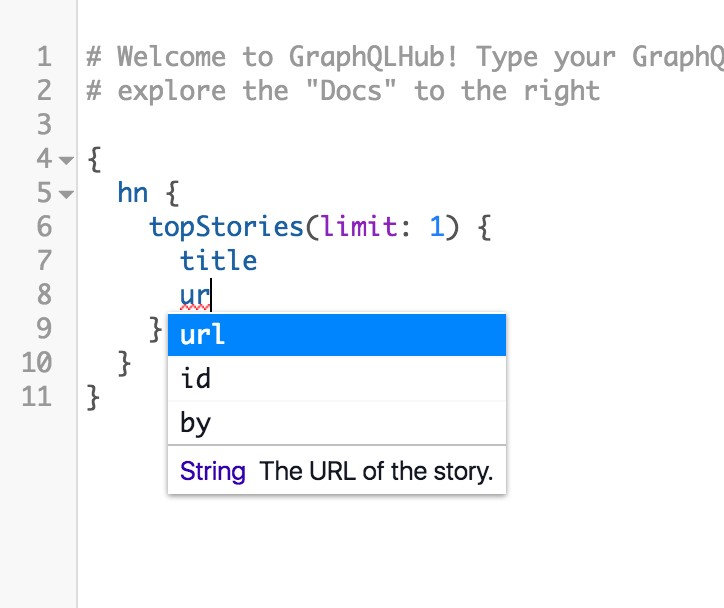 1 # Welcome to GraphQLHub! Type your GraphQ
2 # explore the "Docs" to the right
3
4 {
5 hn {
6 topStories(limit: 1) {
7 title
8 ur
9 }
url
10 }
id
11 }
by
String The URL of the story.